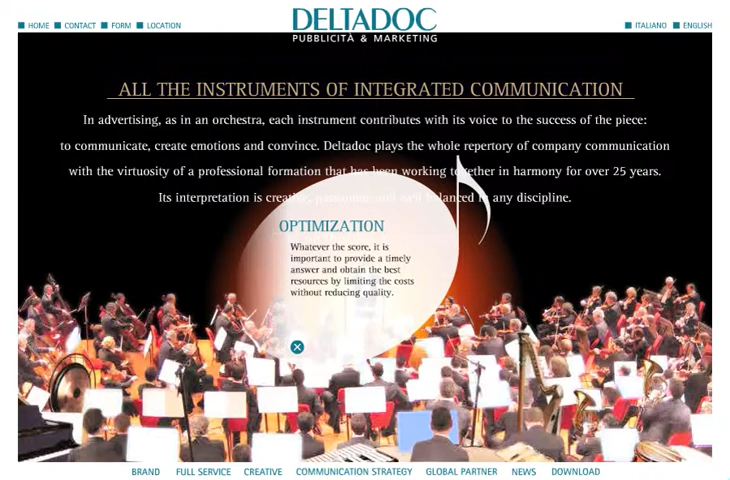 DELTADOC
PUBBLICITÀ & MARKETING
HOME CONTACT FORM LOCATION
ITALIANO ENGLISH
ALL THE INSTRUMENTS OF INTEGRATED COMMUNICATION
In advertising, as in an orchestra, each instrument contributes with its voice to the success of the piece:
to communicate, create emotions and convince. Deltadoc plays the whole repertory of company communication
with the virtuosity of a professional formation that has been working together in harmony for over 25 years.
Its interpretation is creative, passionate and well balanced in any discipline.
OPTIMIZATION
Whatever the score, it is
important to provide a timely
answer and obtain the best
resources by limiting the costs
without reducing quality.
BRAND FULL SERVICE CREATIVE COMMUNICATION STRATEGY GLOBAL PARTNER NEWS DOWNLOAD